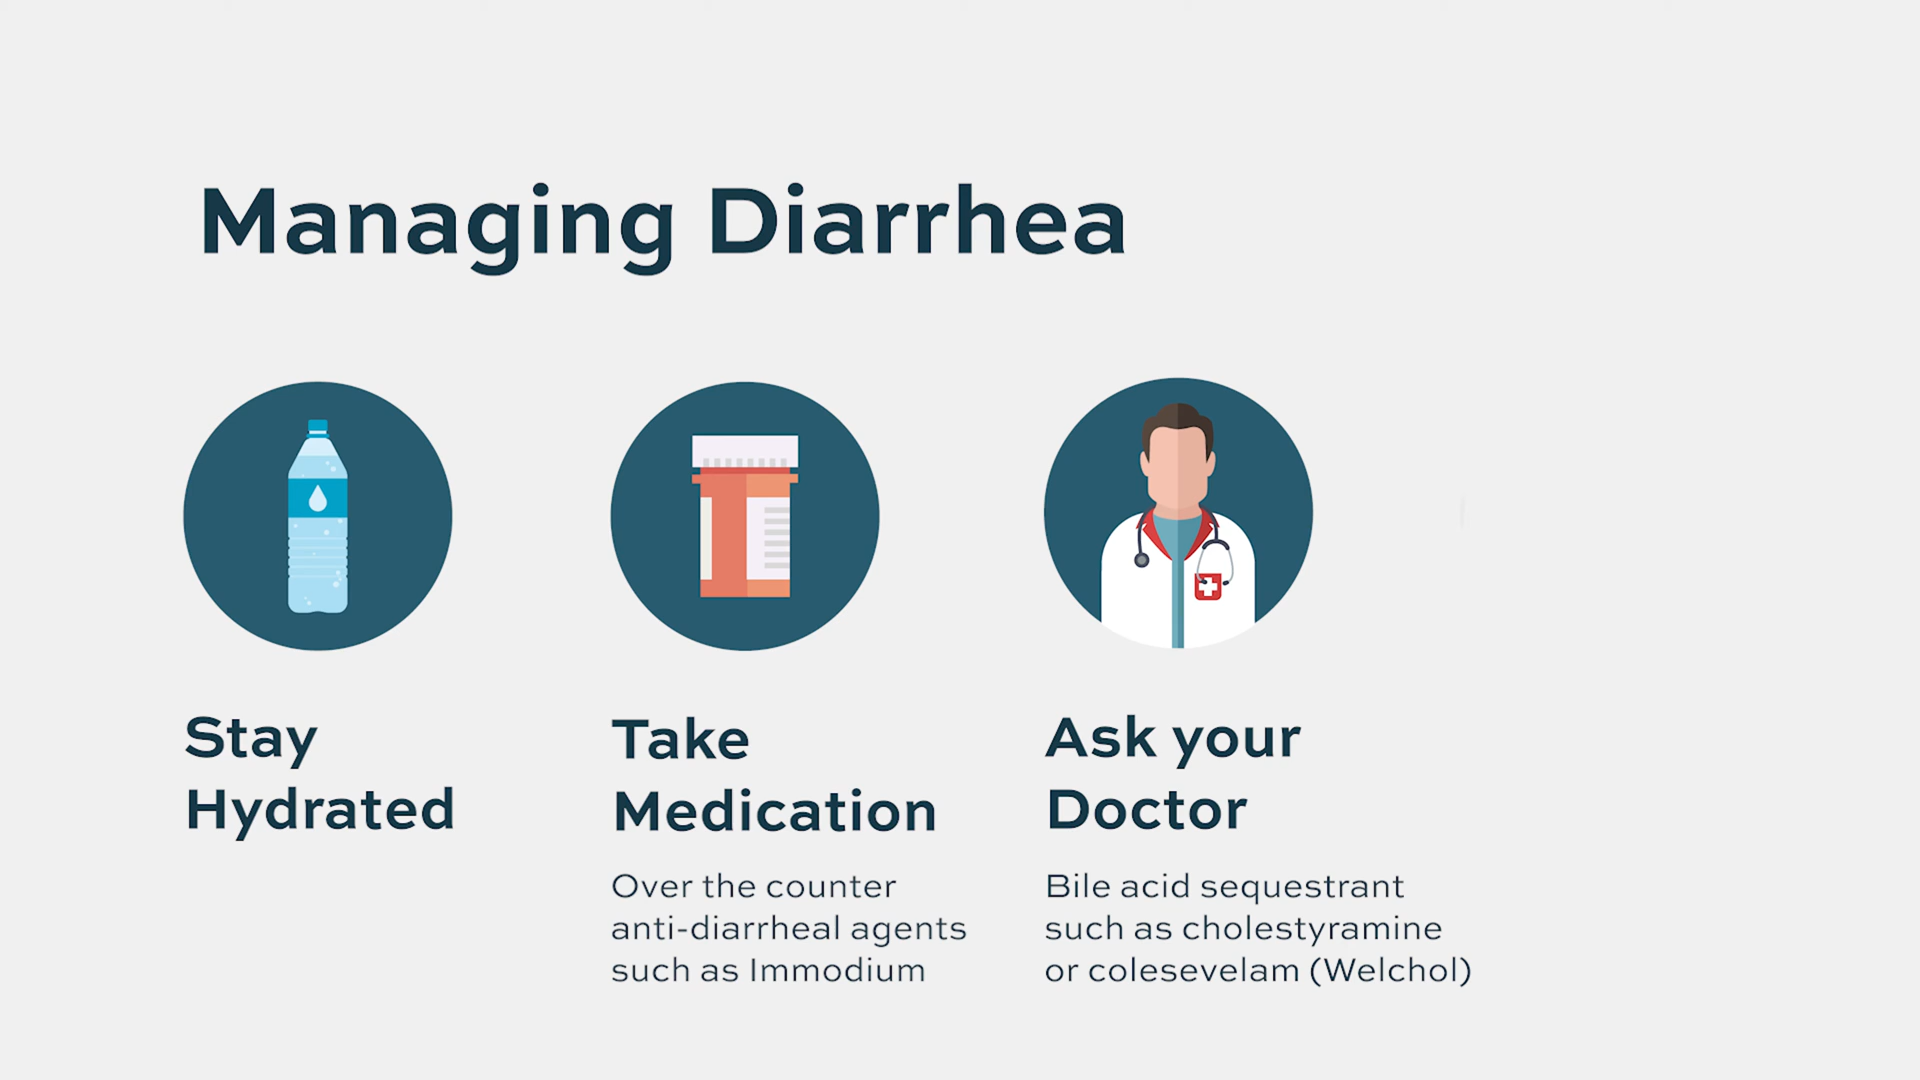 Managing Diarrhea
Stay
Hydrated
Take
Medication
Over the counter
anti-diarrheal agents
such as Immodium
Ask your
Doctor
Bile acid sequestrant
such as cholestyramine
or colesevelam (Welchol)